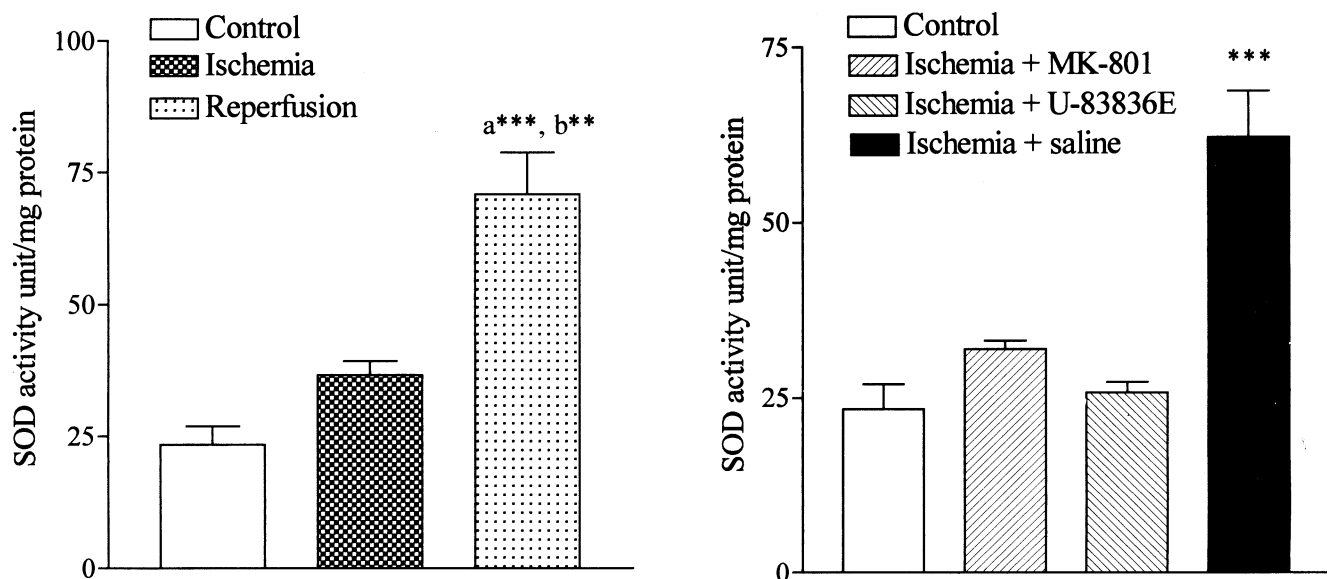 Control
Ischemia
Reperfusion
a***, b**
100
75
50
25
0
SOD activity unit/mg protein
Control
Ischemia + MK-801
Ischemia + U-83836E
Ischemia + saline
***
75
50
25
0
SOD activity unit/mg protein